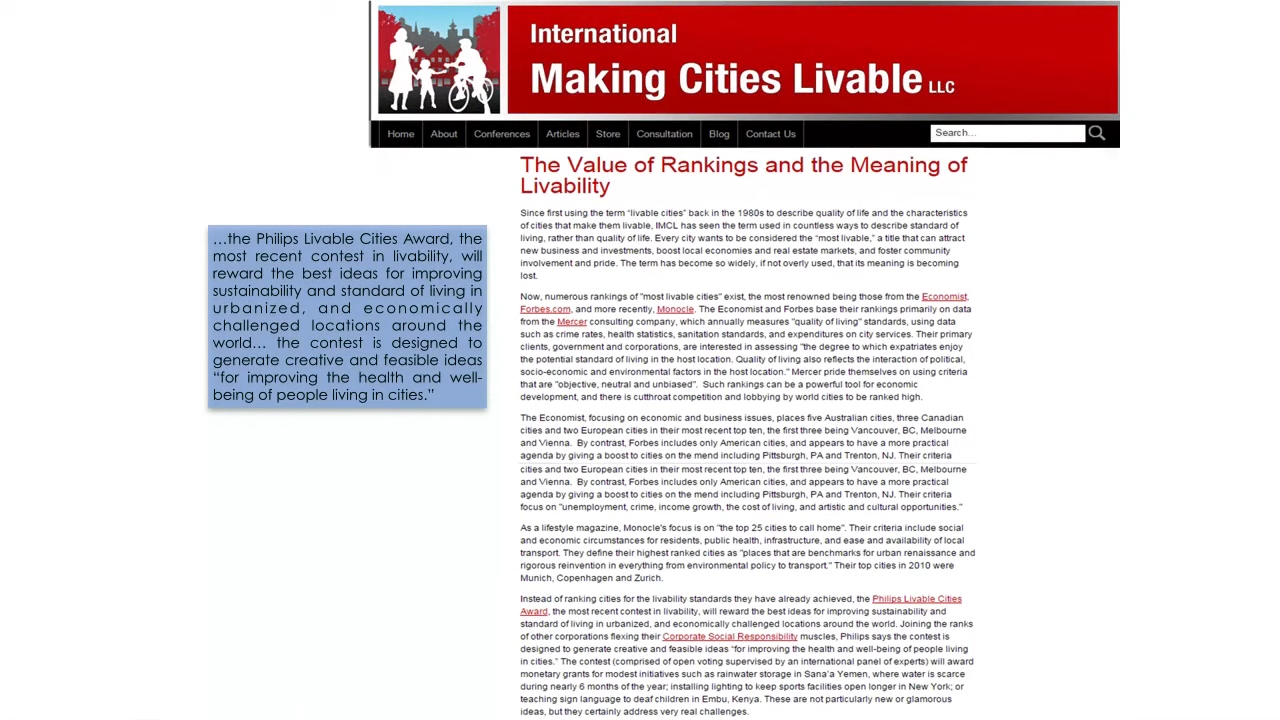 International
Making Cities Livable LLC
Home About Conferences Articles Store Consultation Blog Contact Us Search...
The Value of Rankings and the Meaning of
Livability
…the Philips Livable Cities Award, the
most recent contest in livability, will
reward the best ideas for improving
sustainability and standard of living in
urbanized, and economically
challenged locations around the
world… the contest is designed to
generate creative and feasible ideas
“for improving the health and well-
being of people living in cities.”
Since first using the term "livable cities" back in the 1980s to describe quality of life and the characteristics
of cities that make them livable, IMCL has seen the term used in countless ways to describe standard of
living, rather than quality of life. Every city wants to be considered the "most livable," a title that can attract
new business and investments, boost local economies and real estate markets, and foster community
involvement and pride. The term has become so widely, if not overly used, that its meaning is becoming
lost.
Now, numerous rankings of "most livable cities" exist, the most renowned being those from the Economist,
Forbes.com, and more recently, Monocle. The Economist and Forbes base their rankings primarily on data
from the Mercer consulting company, which annually measures "quality of living" standards, using data
such as crime rates, health statistics, sanitation standards, and expenditures on city services. Their primary
clients, government and corporations, are interested in assessing "the degree to which expatriates enjoy
the potential standard of living in the host location. Quality of living also reflects the interaction of political,
socio-economic and environmental factors in the host location." Mercer pride themselves on using criteria
that are "objective, neutral and unbiased". Such rankings can be a powerful tool for economic
development, and there is cutthroat competition and lobbying by world cities to be ranked high.
The Economist, focusing on economic and business issues, places five Australian cities, three Canadian
cities and two European cities in their most recent top ten, the first three being Vancouver, BC, Melbourne
and Vienna. By contrast, Forbes includes only American cities, and appears to have a more practical
agenda by giving a boost to cities on the mend including Pittsburgh, PA and Trenton, NJ. Their criteria
cities and two European cities in their most recent top ten, the first three being Vancouver, BC, Melbourne
and Vienna. By contrast, Forbes includes only American cities, and appears to have a more practical
agenda by giving a boost to cities on the mend including Pittsburgh, PA and Trenton, NJ. Their criteria
focus on "unemployment, crime, income growth, the cost of living, and artistic and cultural opportunities."
As a lifestyle magazine, Monocle's focus is on "the top 25 cities to call home". Their criteria include social
and economic circumstances for residents, public health, infrastructure, and ease and availability of local
transport. They define their highest ranked cities as "places that are benchmarks for urban renaissance and
rigorous reinvention in everything from environmental policy to transport." Their top cities in 2010 were
Munich, Copenhagen and Zurich.
Instead of ranking cities for the livability standards they have already achieved, the Philips Livable Cities
Award, the most recent contest in livability, will reward the best ideas for improving sustainability and
standard of living in urbanized, and economically challenged locations around the world. Joining the ranks
of other corporations flexing their Corporate Social Responsibility muscles, Philips says the contest is
designed to generate creative and feasible ideas "for improving the health and well-being of people living
in cities." The contest (comprised of open voting supervised by an international panel of experts) will award
monetary grants for modest initiatives such as rainwater storage in Sana'a Yemen, where water is scarce
during nearly 6 months of the year; installing lighting to keep sports facilities open longer in New York; or
teaching sign language to deaf children in Embu, Kenya. These are not particularly new or glamorous
ideas, but they certainly address very real challenges.